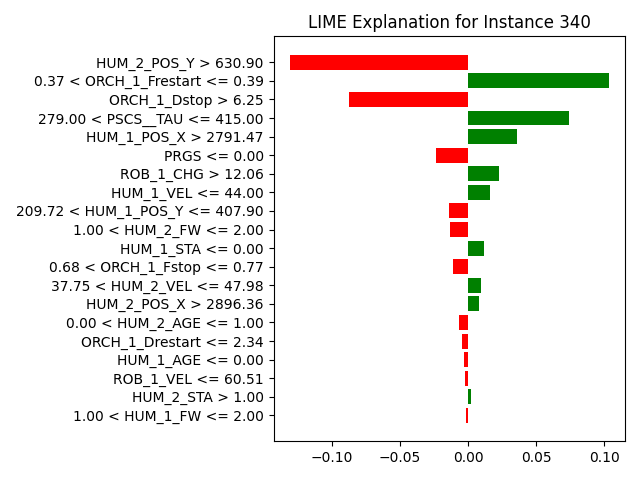 LIME Explanation for Instance 340
HUM_2_POS_Y > 630.90
0.37 < ORCH_1_Frestart <= 0.39
ORCH_1_Dstop > 6.25
279.00 < PSCS__TAU <= 415.00
HUM_1_POS_X > 2791.47
PRGS <= 0.00
ROB_1_CHG > 12.06
HUM_1_VEL <= 44.00
209.72 < HUM_1_POS_Y <= 407.90
1.00 < HUM_2_FW <= 2.00
HUM_1_STA <= 0.00
0.68 < ORCH_1_Fstop <= 0.77
37.75 < HUM_2_VEL <= 47.98
HUM_2_POS_X > 2896.36
0.00 < HUM_2_AGE <= 1.00
ORCH_1_Drestart <= 2.34
HUM_1_AGE <= 0.00
ROB_1_VEL <= 60.51
HUM_2_STA > 1.00
1.00 < HUM_1_FW <= 2.00
−0.10 −0.05 0.00 0.05 0.10